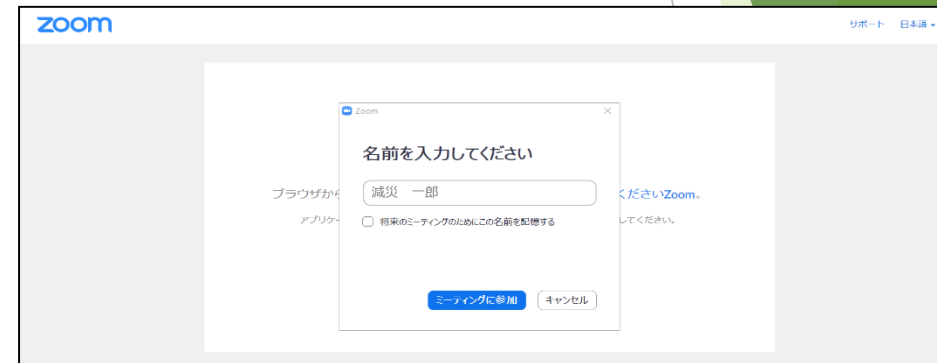 zoom
サポート 日本語
Zoom
名前を入力してください
減災 一郎
ブラウザから
くださいZoom。
アプリケー
してください。
将来のミーティングのためにこの名前を記憶する
ミーティングに参加 キャンセル